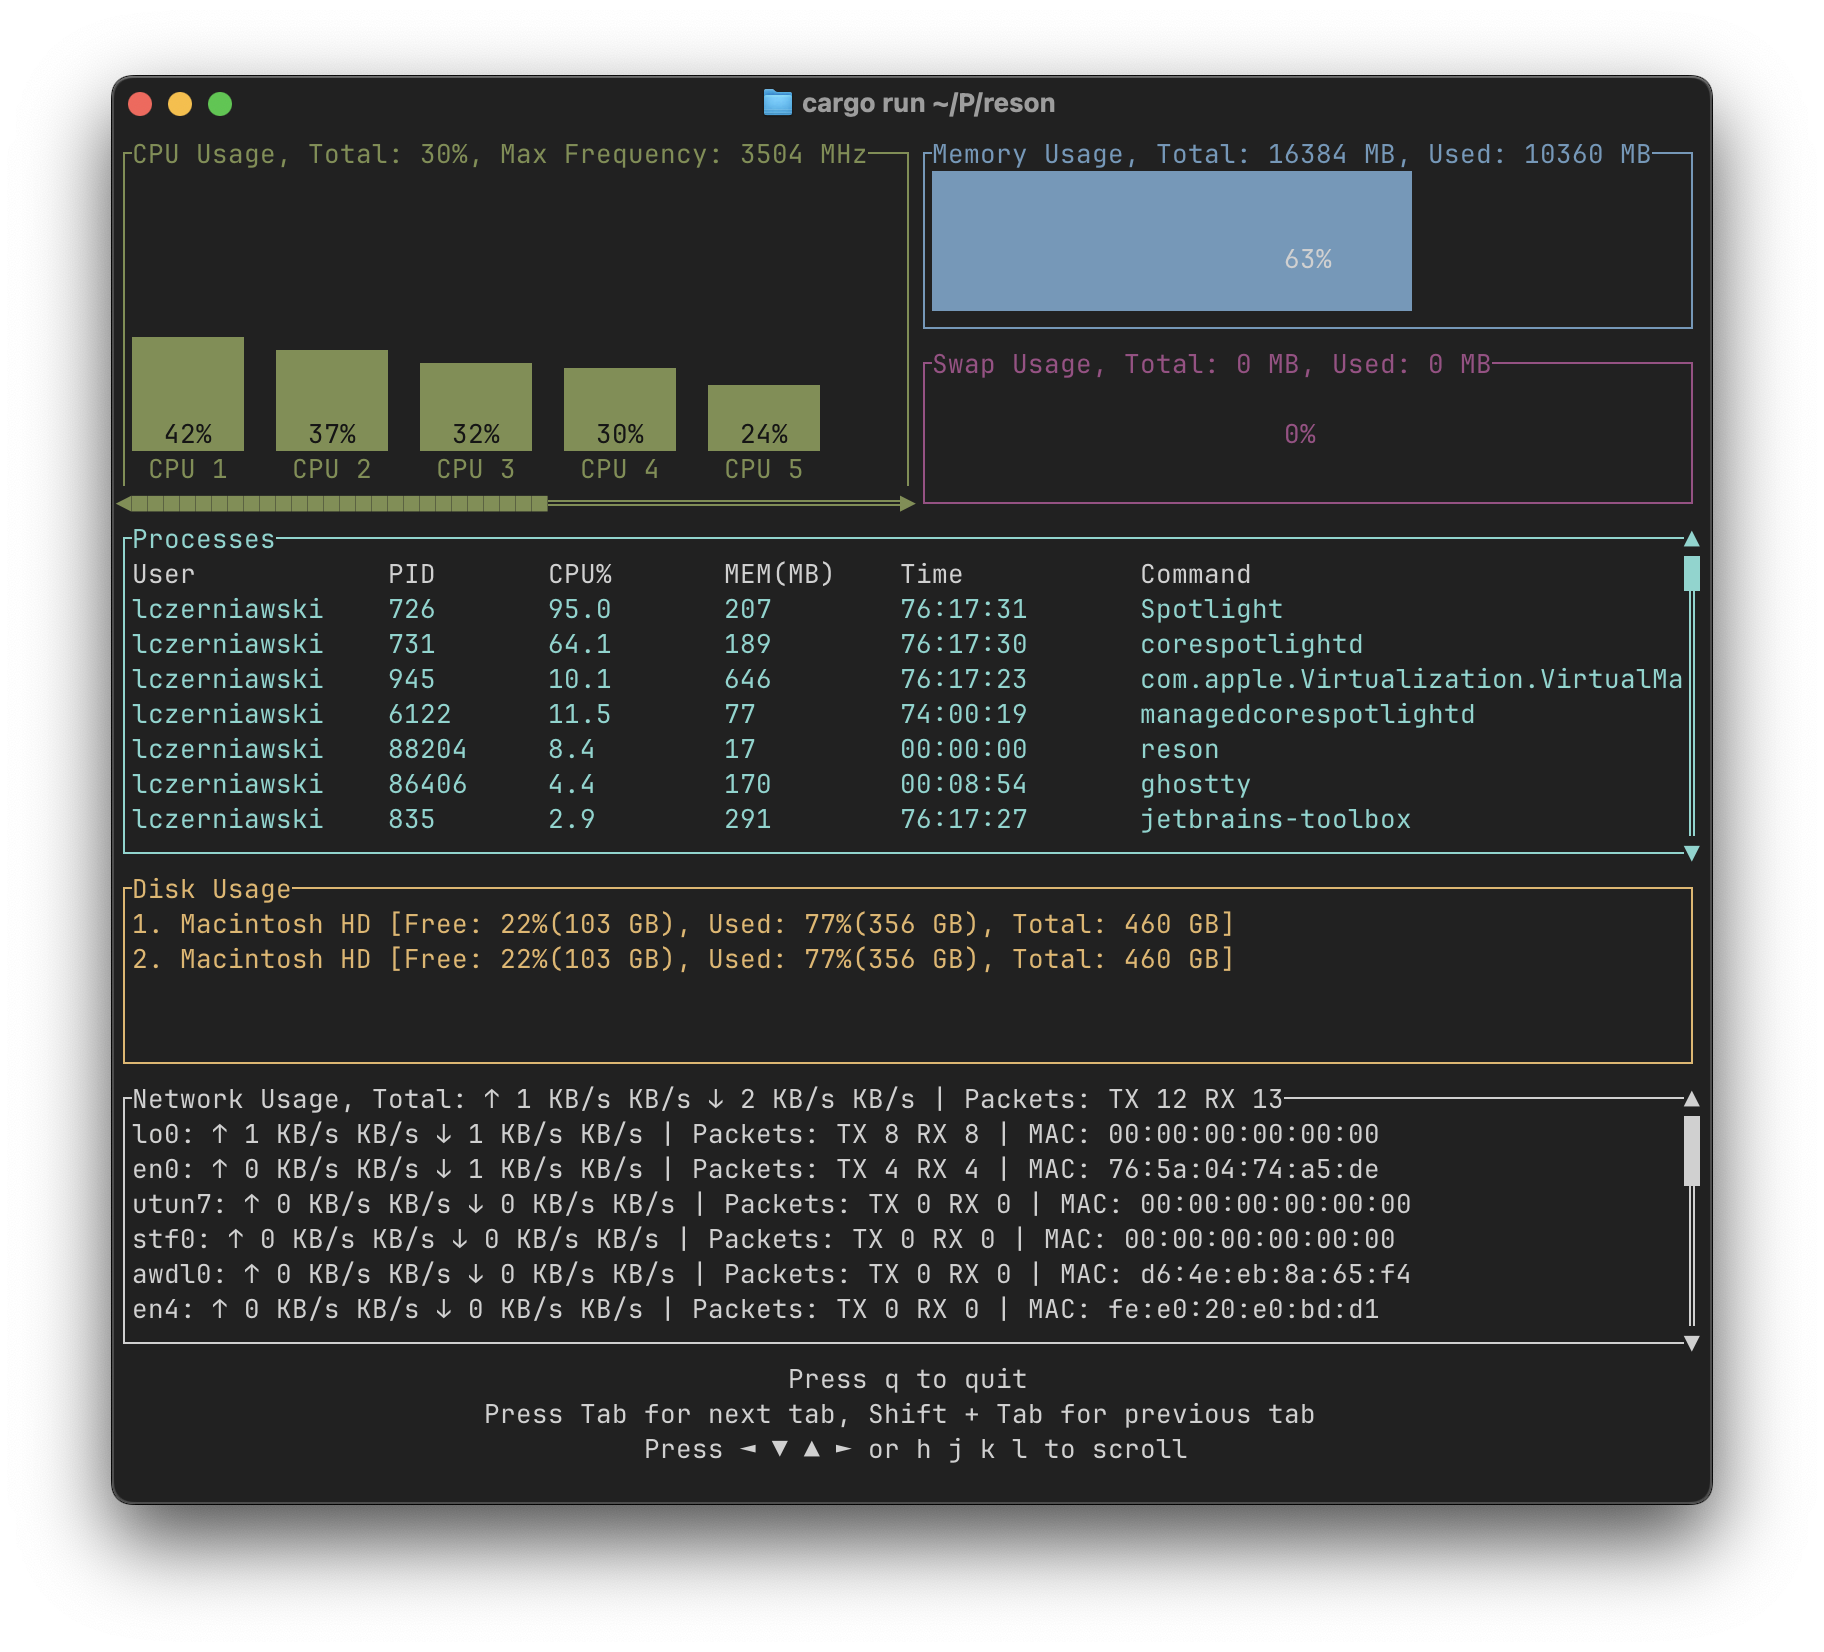 cargo run ~/P/reson
CPU Usage, Total: 30%, Max Frequency: 3504 MHz
42% 37% 32% 30% 24%
CPU 1 CPU 2 CPU 3 CPU 4 CPU 5
Memory Usage, Total: 16384 MB, Used: 10360 MB
63%
Swap Usage, Total: 0 MB, Used: 0 MB
0%
Processes
User PID CPU% MEM(MB) Time Command
lczerniawski 726 95.0 207 76:17:31 Spotlight
lczerniawski 731 64.1 189 76:17:30 corespotlightd
lczerniawski 945 10.1 646 76:17:23 com.apple.Virtualization.VirtualMa
lczerniawski 6122 11.5 77 74:00:19 managedcorespotlightd
lczerniawski 88204 8.4 17 00:00:00 reson
lczerniawski 86406 4.4 170 00:08:54 ghostty
lczerniawski 835 2.9 291 76:17:27 jetbrains-toolbox
Disk Usage
1. Macintosh HD [Free: 22%(103 GB), Used: 77%(356 GB), Total: 460 GB]
2. Macintosh HD [Free: 22%(103 GB), Used: 77%(356 GB), Total: 460 GB]
Network Usage, Total: ↑ 1 KB/s KB/s ↓ 2 KB/s KB/s | Packets: TX 12 RX 13
lo0: ↑ 1 KB/s KB/s ↓ 1 KB/s KB/s | Packets: TX 8 RX 8 | MAC: 00:00:00:00:00:00
en0: ↑ 0 KB/s KB/s ↓ 1 KB/s KB/s | Packets: TX 4 RX 4 | MAC: 76:5a:04:74:a5:de
utun7: ↑ 0 KB/s KB/s ↓ 0 KB/s KB/s | Packets: TX 0 RX 0 | MAC: 00:00:00:00:00:00
stf0: ↑ 0 KB/s KB/s ↓ 0 KB/s KB/s | Packets: TX 0 RX 0 | MAC: 00:00:00:00:00:00
awdl0: ↑ 0 KB/s KB/s ↓ 0 KB/s KB/s | Packets: TX 0 RX 0 | MAC: d6:4e:eb:8a:65:f4
en4: ↑ 0 KB/s KB/s ↓ 0 KB/s KB/s | Packets: TX 0 RX 0 | MAC: fe:e0:20:e0:bd:d1
Press q to quit
Press Tab for next tab, Shift + Tab for previous tab
Press ◄ ▼ ▲ ► or h j k l to scroll